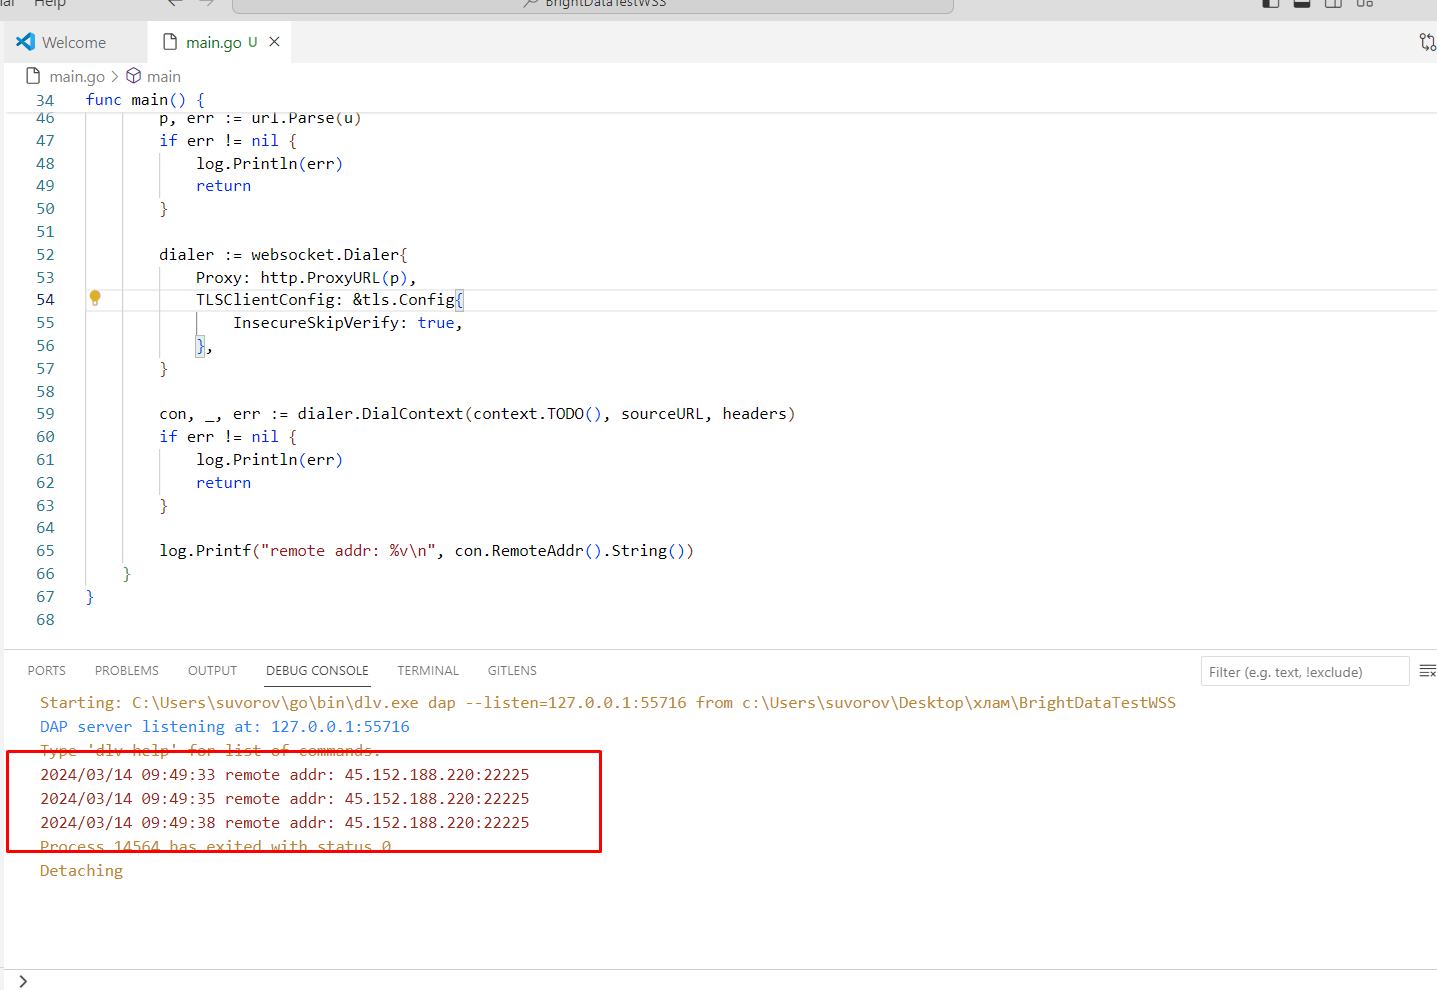 Help
BrightDataTestWSS
Welcome
main.go U
main.go > main
34 func main() {
46 p, err := url.Parse(u)
47 if err != nil {
48 log.Println(err)
49 return
50 }
51
52 dialer := websocket.Dialer{
53 Proxy: http.ProxyURL(p),
54 TLSClientConfig: &tls.Config{
55 InsecureSkipVerify: true,
56 },
57 }
58
59 con, _, err := dialer.DialContext(context.TODO(), sourceURL, headers)
60 if err != nil {
61 log.Println(err)
62 return
63 }
64
65 log.Printf("remote addr: %v\n", con.RemoteAddr().String())
66 }
67 }
68
PORTS PROBLEMS OUTPUT DEBUG CONSOLE TERMINAL GITLENS Filter (e.g. text, !exclude)
Starting: C:\Users\suvorov\go\bin\dlv.exe dap --listen=127.0.0.1:55716 from c:\Users\suvorov\Desktop\хлам\BrightDataTestWSS
DAP server listening at: 127.0.0.1:55716
Type 'dlv help' for list of commands.
2024/03/14 09:49:33 remote addr: 45.152.188.220:22225
2024/03/14 09:49:35 remote addr: 45.152.188.220:22225
2024/03/14 09:49:38 remote addr: 45.152.188.220:22225
Process 14564 has exited with status 0
Detaching